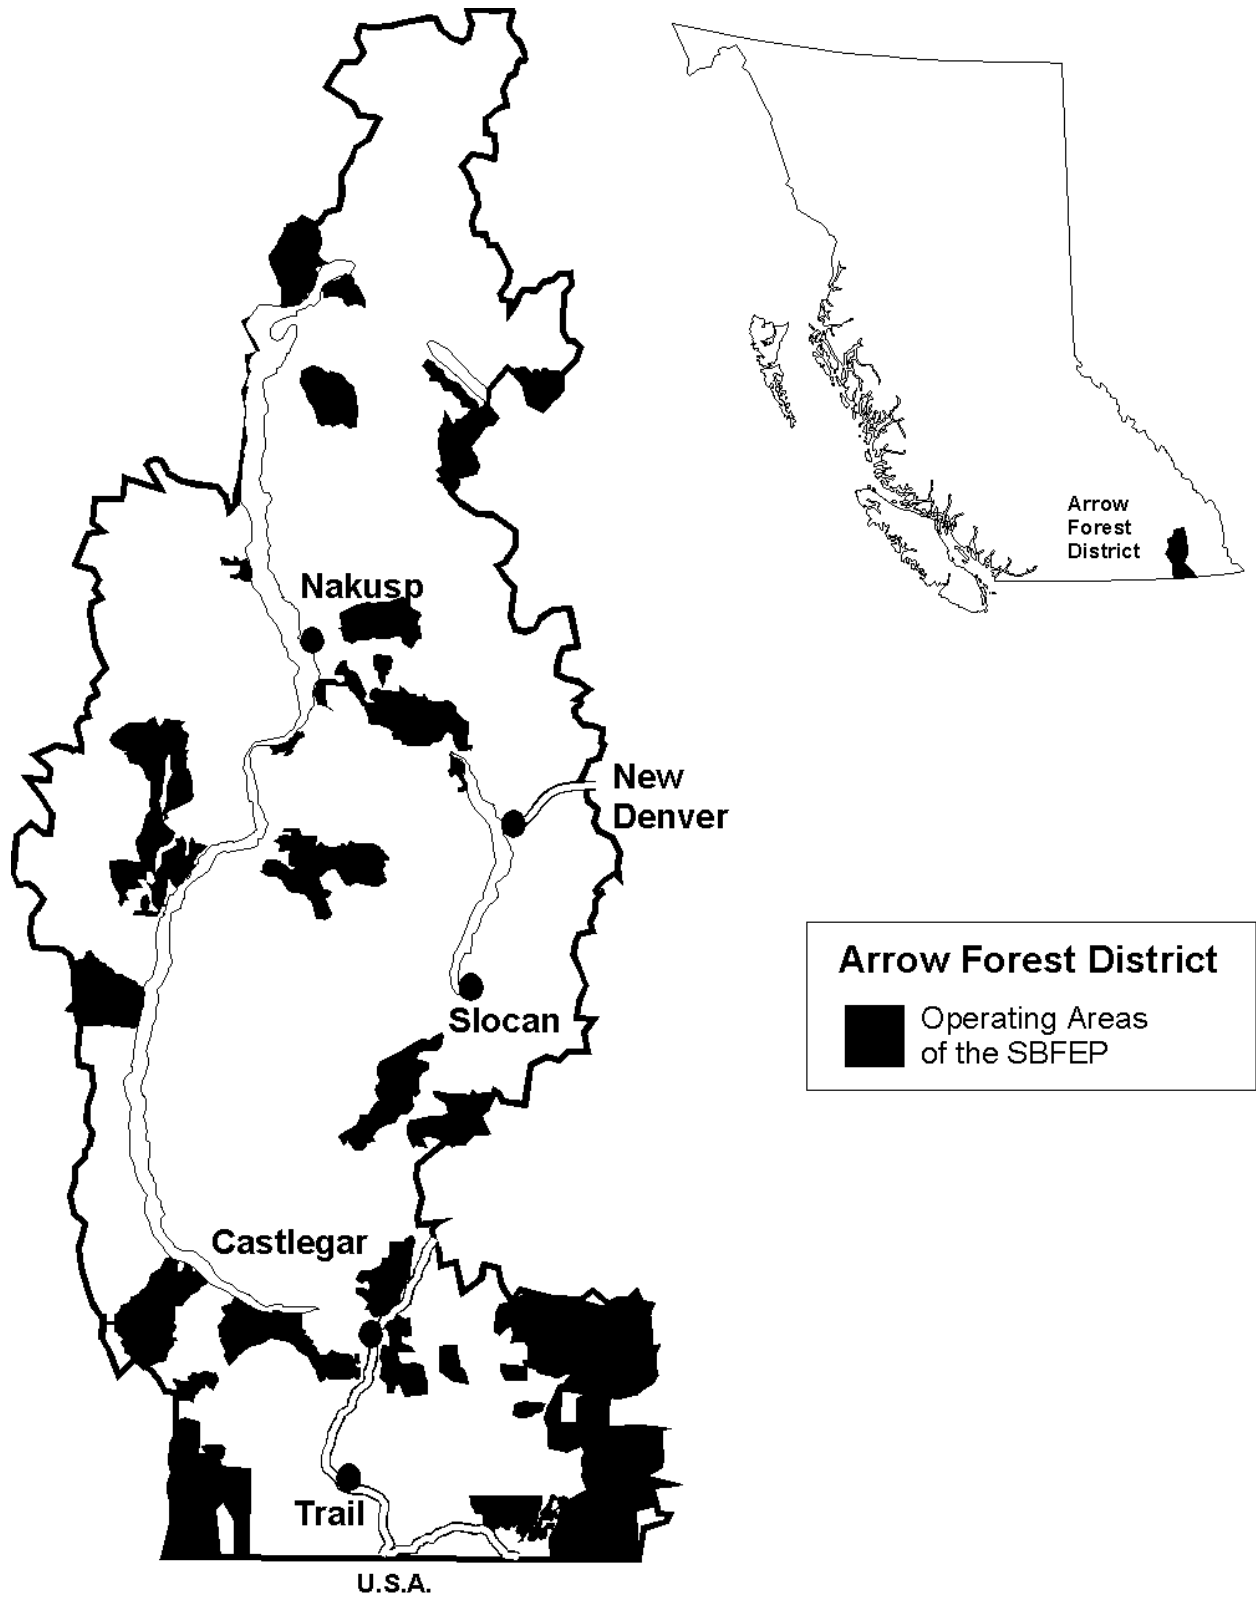 Arrow
Forest
District
Nakusp
New
Denver
Slocan
Arrow Forest District
Operating Areas
of the SBFEP
Castlegar
Trail
U.S.A.